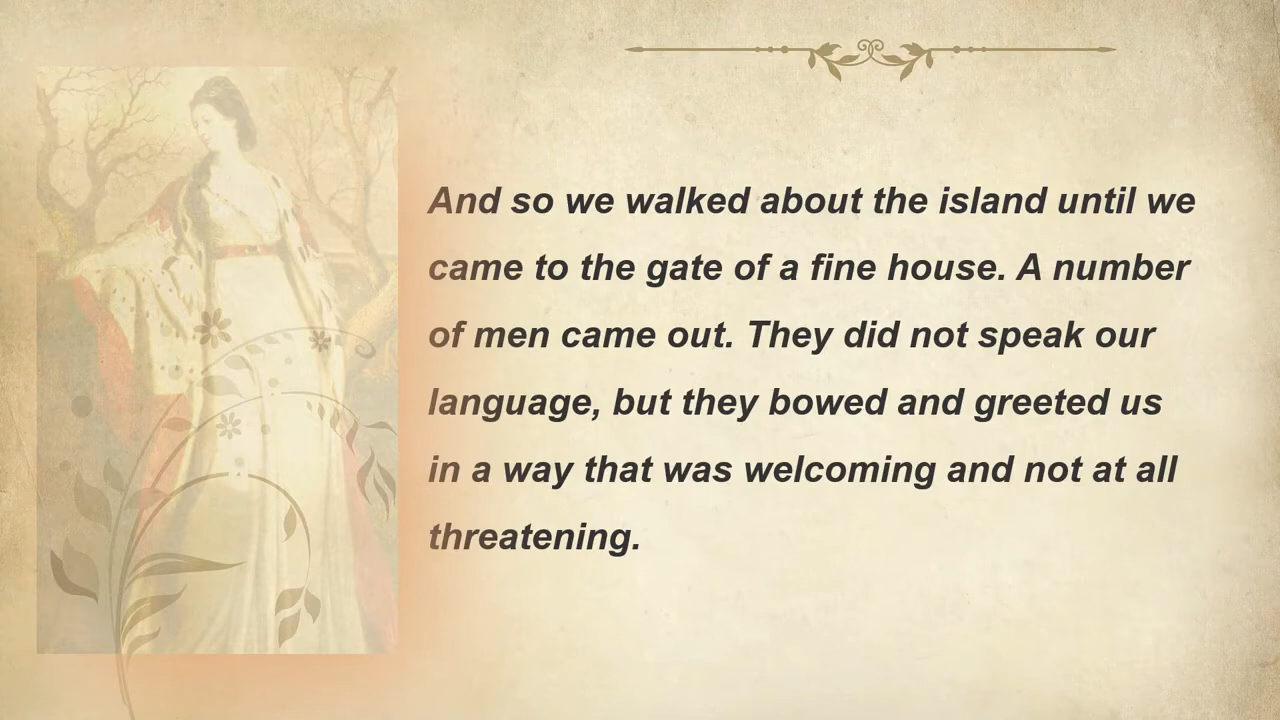 And so we walked about the island until we
came to the gate of a fine house. A number
of men came out. They did not speak our
language, but they bowed and greeted us
in a way that was welcoming and not at all
threatening.